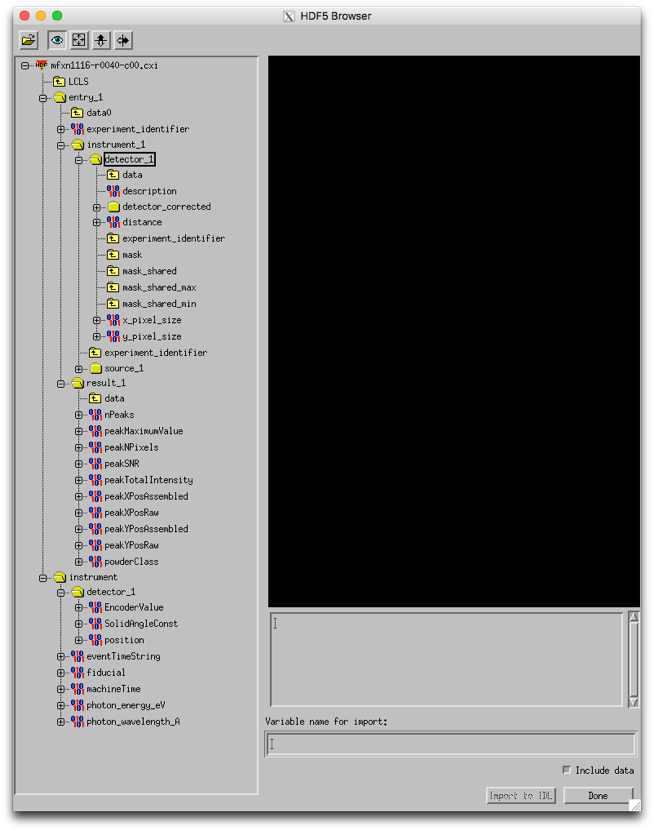 HDF5 Browser
HDF mfxn1116-r0040-c00.cxi
LCLS
entry_1
data0
experiment_identifier
instrument_1
detector_1
data
description
detector_corrected
distance
experiment_identifier
mask
mask_shared
mask_shared_max
mask_shared_min
x_pixel_size
y_pixel_size
experiment_identifier
source_1
result_1
data
nPeaks
peakMaximumValue
peakNPixels
peakSNR
peakTotalIntensity
peakXPosAssembled
peakXPosRaw
peakYPosAssembled
peakYPosRaw
powderClass
instrument
detector_1
EncoderValue
SolidAngleConst
position
eventTimeString
fiducial
machineTime
photon_energy_eV
photon_wavelength_A
Variable name for import:
Include data
Import to IDL
Done